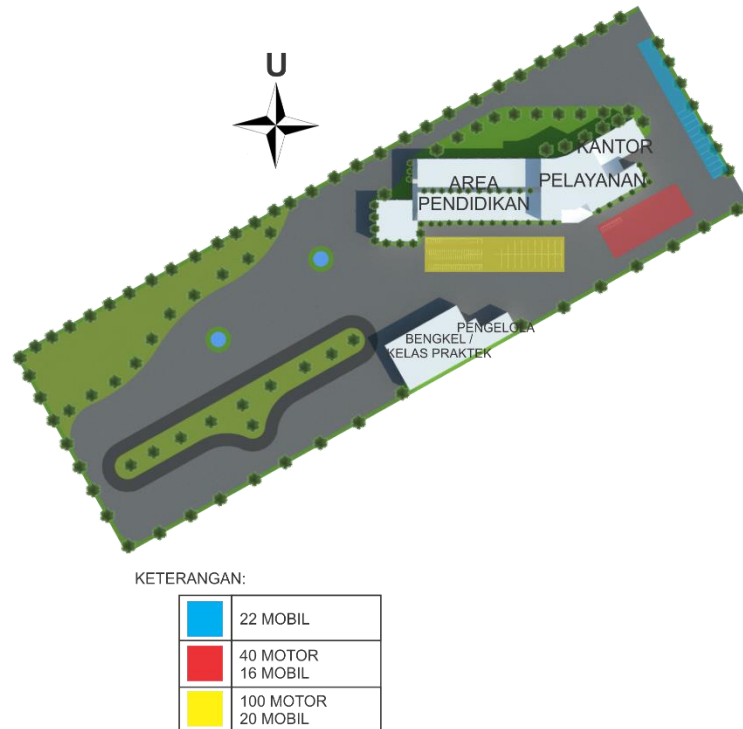 U
KANTOR
AREA
PELAYANAN
PENDIDIKAN
PENGELOLA
BENGKEL /
KELAS PRAKTEK
KETERANGAN:
22 MOBIL
40 MOTOR
16 MOBIL
100 MOTOR
20 MOBIL